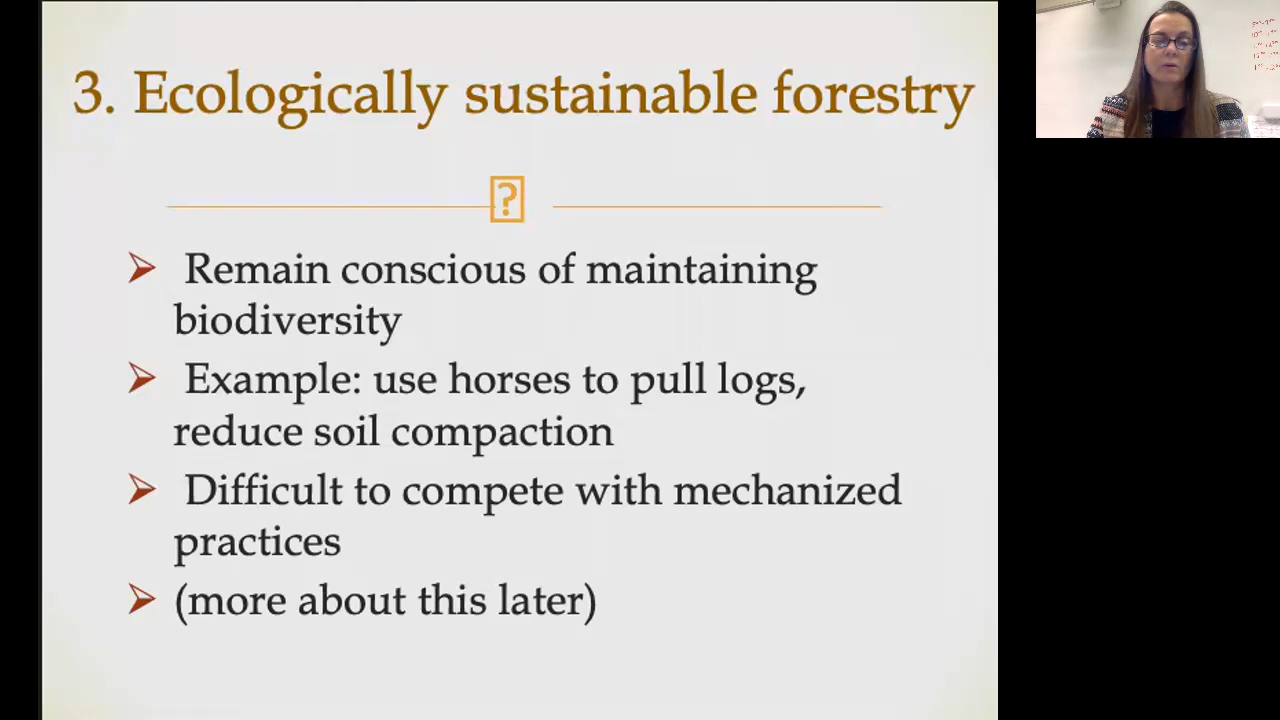 3. Ecologically sustainable forestry
?
➢ Remain conscious of maintaining
biodiversity
➢ Example: use horses to pull logs,
reduce soil compaction
➢ Difficult to compete with mechanized
practices
➢ (more about this later)